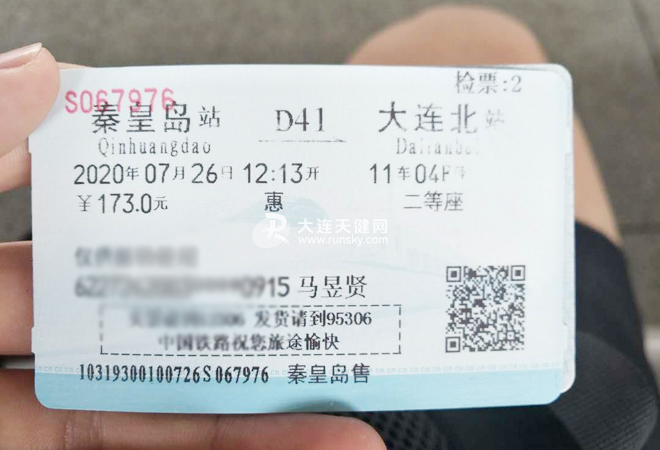 检票:2
S067976
秦皇岛站 D41 大连北站
Qinhuangdao Dalianbei
2020年07月26日 12:13开 11车04F号
￥173.0元 惠 二等座
大连天健网
www.runsky.com
仅供
0915 马昱贤
发货请到95306
中国铁路祝您旅途愉快
10319300100726S067976 秦皇岛售